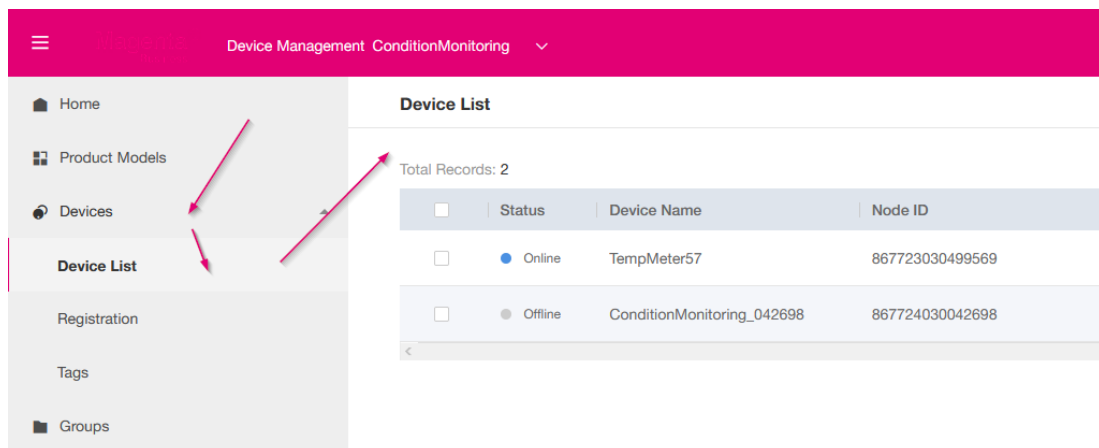 Device Management ConditionMonitoring
Home
Product Models
Devices
Device List
Registration
Tags
Groups
Device List
Total Records: 2
Status Device Name Node ID
Online TempMeter57 867723030499569
Offline ConditionMonitoring_042698 867724030042698